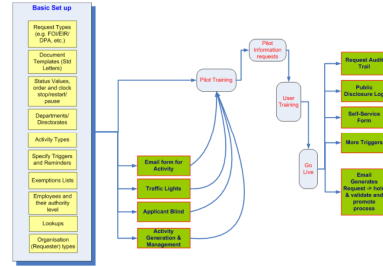 Basic Set up
Request Types
(e.g. FOI/EIR/
DPA, etc.)
Document
Templates (Std
Letters)
Status Values,
order and clock
stop/restart/
pause
Departments/
Directorates
Activity Types
Specify Triggers
and Reminders
Exemptions Lists
Employees and
their authority
level
Lookups
Organisation
(Requester) types
Pilot Training
Email form for
Activity
Traffic Lights
Applicant Blind
Activity
Generation &
Management
Pilot
Information
requests
User
Training
Go
Live
Request Audit
Trail
Public
Disclosure Log
Self-Service
Form
More Triggers
Email
Generates
Request -> hold
& validate and
promote
process